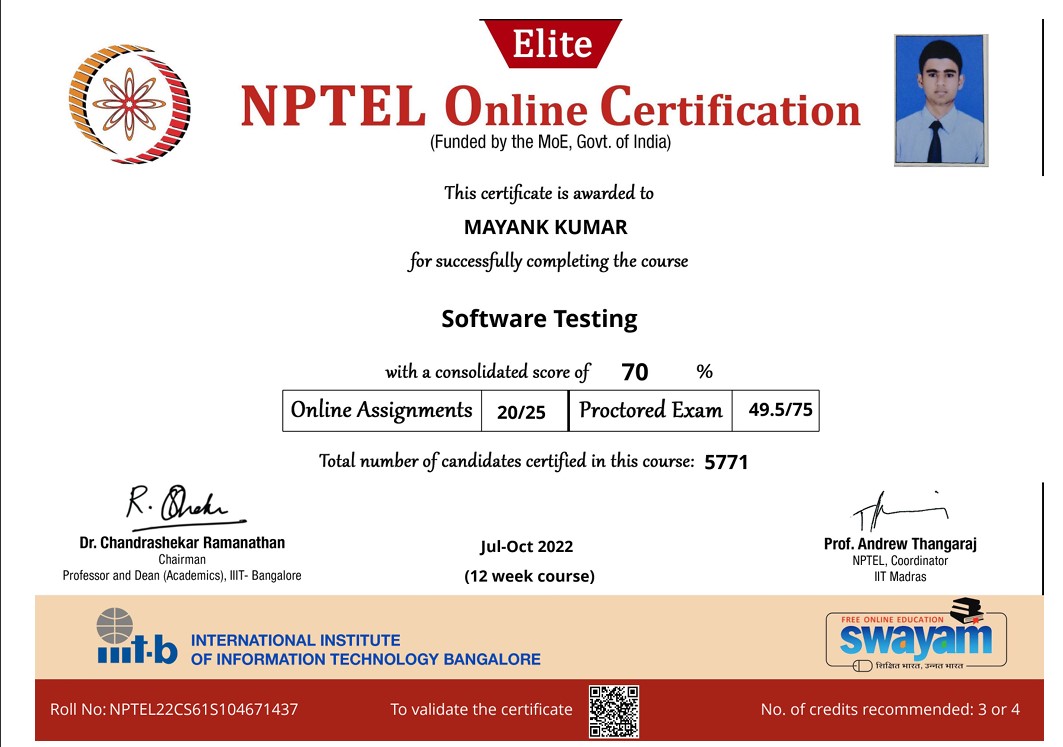 Elite
NPTEL Online Certification
(Funded by the MoE, Govt. of India)
This certificate is awarded to
MAYANK KUMAR
for successfully completing the course
Software Testing
with a consolidated score of 70 %
Online Assignments 20/25 Proctored Exam 49.5/75
Total number of candidates certified in this course: 5771
R. Shekar
Dr. Chandrashekar Ramanathan
Chairman
Professor and Dean (Academics), IIIT- Bangalore
Jul-Oct 2022
(12 week course)
Prof. Andrew Thangaraj
NPTEL, Coordinator
IIT Madras
iiit-b
INTERNATIONAL INSTITUTE
OF INFORMATION TECHNOLOGY BANGALORE
FREE ONLINE EDUCATION
swayam
शिक्षित भारत, उन्नत भारत
Roll No: NPTEL22CS61S104671437
To validate the certificate
No. of credits recommended: 3 or 4